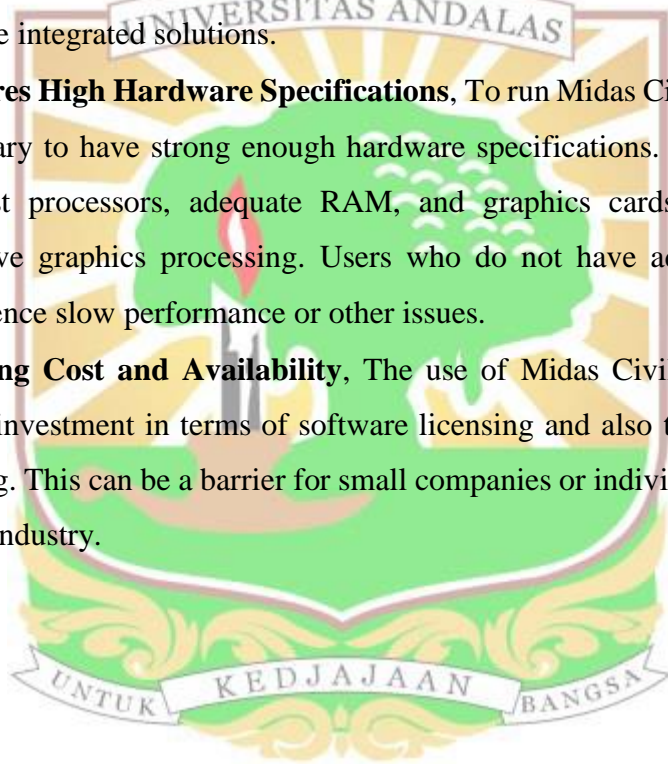 UNIVERSITAS ANDALAS
e integrated solutions.
res High Hardware Specifications, To run Midas Ci
ary to have strong enough hardware specifications.
st processors, adequate RAM, and graphics cards
ve graphics processing. Users who do not have ac
ence slow performance or other issues.
ng Cost and Availability, The use of Midas Civi
investment in terms of software licensing and also t
g. This can be a barrier for small companies or indivi
industry.
UNTUK KEDJAJAAN BANGSA